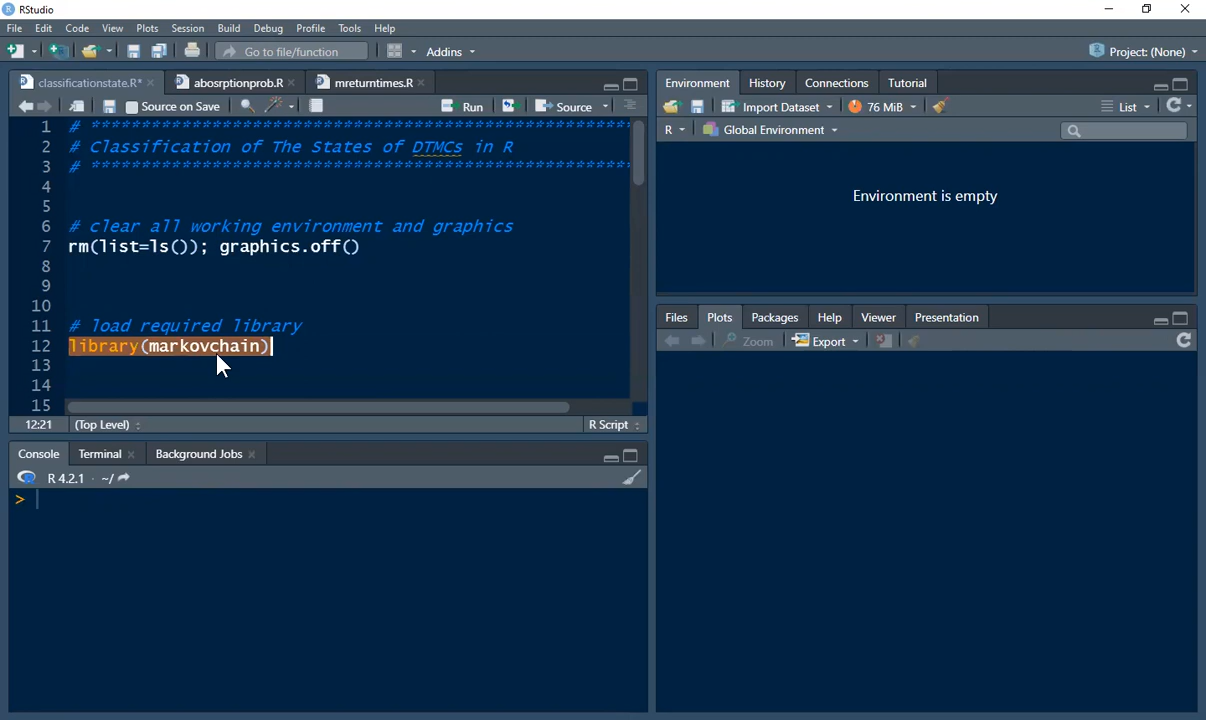 RStudio
File Edit Code View Plots Session Build Debug Profile Tools Help
Go to file/function Addins Project: (None)
classificationstate.R* abosrptionprob.R mreturntimes.R
Source on Save Run Source
1 # ****************************************************************
2 # Classification of The States of DTMCs in R
3 # ****************************************************************
4
5
6 # clear all working environment and graphics
7 rm(list=ls()); graphics.off()
8
9
10
11 # load required library
12 library(markovchain)
13
14
15
12:21 (Top Level) R Script
Console Terminal Background Jobs
R 4.2.1 · ~/
>
Environment History Connections Tutorial
Import Dataset 76 MiB List
R Global Environment
Environment is empty
Files Plots Packages Help Viewer Presentation
Zoom Export